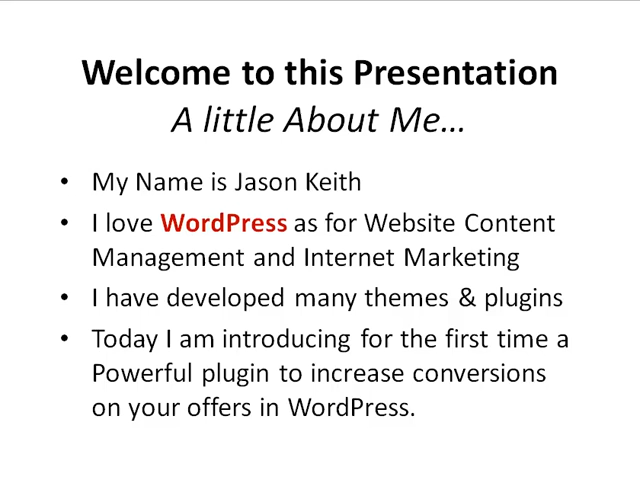 Welcome to this Presentation
A little About Me...
• My Name is Jason Keith
• I love WordPress as for Website Content
Management and Internet Marketing
• I have developed many themes & plugins
• Today I am introducing for the first time a
Powerful plugin to increase conversions
on your offers in WordPress.